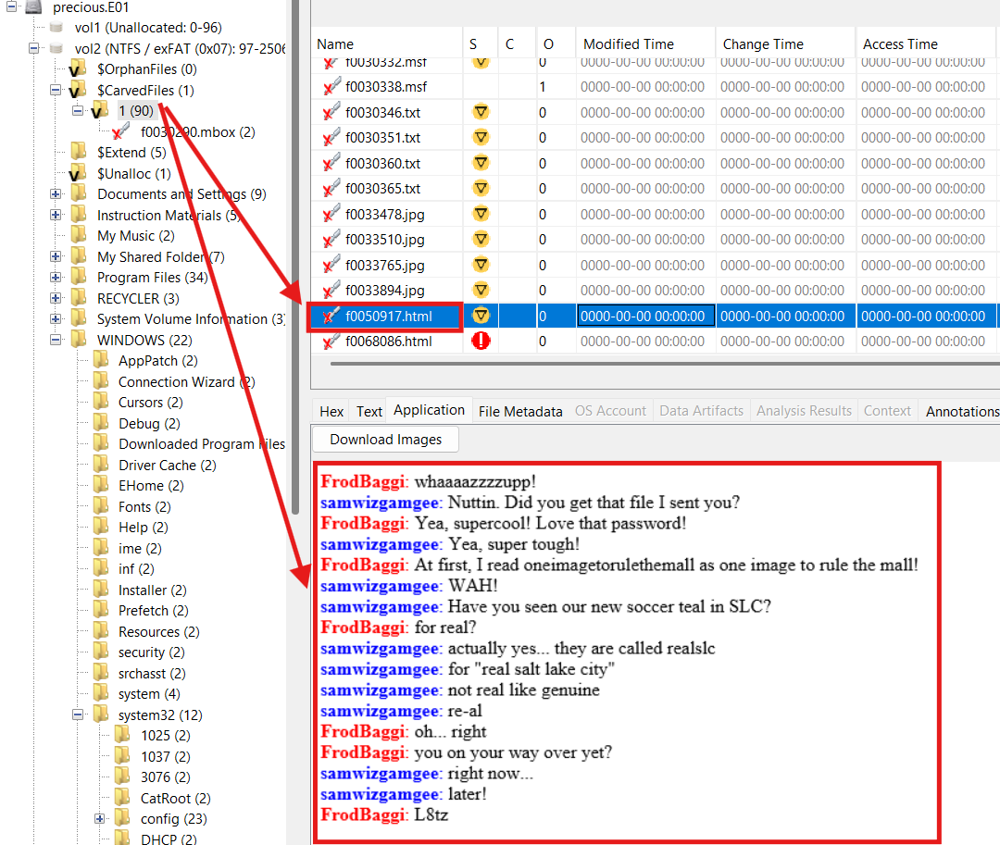 precious.E01
vol1 (Unallocated: 0-96)
vol2 (NTFS / exFAT (0x07): 97-2506
$OrphanFiles (0)
$CarvedFiles (1)
1 (90)
f0030290.mbox (2)
$Extend (5)
$Unalloc (1)
Documents and Settings (9)
Instruction Materials (5)
My Music (2)
My Shared Folder (7)
Program Files (34)
RECYCLER (3)
System Volume Information (3)
WINDOWS (22)
AppPatch (2)
Connection Wizard (2)
Cursors (2)
Debug (2)
Downloaded Program Files
Driver Cache (2)
EHome (2)
Fonts (2)
Help (2)
ime (2)
inf (2)
Installer (2)
Prefetch (2)
Resources (2)
security (2)
srchasst (2)
system (4)
system32 (12)
1025 (2)
1037 (2)
3076 (2)
CatRoot (2)
config (23)
DHCP (2)
Name S C O Modified Time Change Time Access Time
f0030332.msf 0 0000-00-00 00:00:00 0000-00-00 00:00:00 0000-00-00 00:00:00
f0030338.msf 1 0000-00-00 00:00:00 0000-00-00 00:00:00 0000-00-00 00:00:00
f0030346.txt 0 0000-00-00 00:00:00 0000-00-00 00:00:00 0000-00-00 00:00:00
f0030351.txt 0 0000-00-00 00:00:00 0000-00-00 00:00:00 0000-00-00 00:00:00
f0030360.txt 0 0000-00-00 00:00:00 0000-00-00 00:00:00 0000-00-00 00:00:00
f0030365.txt 0 0000-00-00 00:00:00 0000-00-00 00:00:00 0000-00-00 00:00:00
f0033478.jpg 0 0000-00-00 00:00:00 0000-00-00 00:00:00 0000-00-00 00:00:00
f0033510.jpg 0 0000-00-00 00:00:00 0000-00-00 00:00:00 0000-00-00 00:00:00
f0033765.jpg 0 0000-00-00 00:00:00 0000-00-00 00:00:00 0000-00-00 00:00:00
f0033894.jpg 0 0000-00-00 00:00:00 0000-00-00 00:00:00 0000-00-00 00:00:00
f0050917.html 0 0000-00-00 00:00:00 0000-00-00 00:00:00 0000-00-00 00:00:00
f0068086.html 0 0000-00-00 00:00:00 0000-00-00 00:00:00 0000-00-00 00:00:00
Hex Text Application File Metadata OS Account Data Artifacts Analysis Results Context Annotations
Download Images
FrodBaggi: whaaaazzzzupp!
samwizgamgee: Nuttin. Did you get that file I sent you?
FrodBaggi: Yea, supercool! Love that password!
samwizgamgee: Yea, super tough!
FrodBaggi: At first, I read oneimagetorulethemall as one image to rule the mall!
samwizgamgee: WAH!
samwizgamgee: Have you seen our new soccer teal in SLC?
FrodBaggi: for real?
samwizgamgee: actually yes... they are called realslc
samwizgamgee: for "real salt lake city"
samwizgamgee: not real like genuine
samwizgamgee: re-al
FrodBaggi: oh... right
FrodBaggi: you on your way over yet?
samwizgamgee: right now...
samwizgamgee: later!
FrodBaggi: L8tz